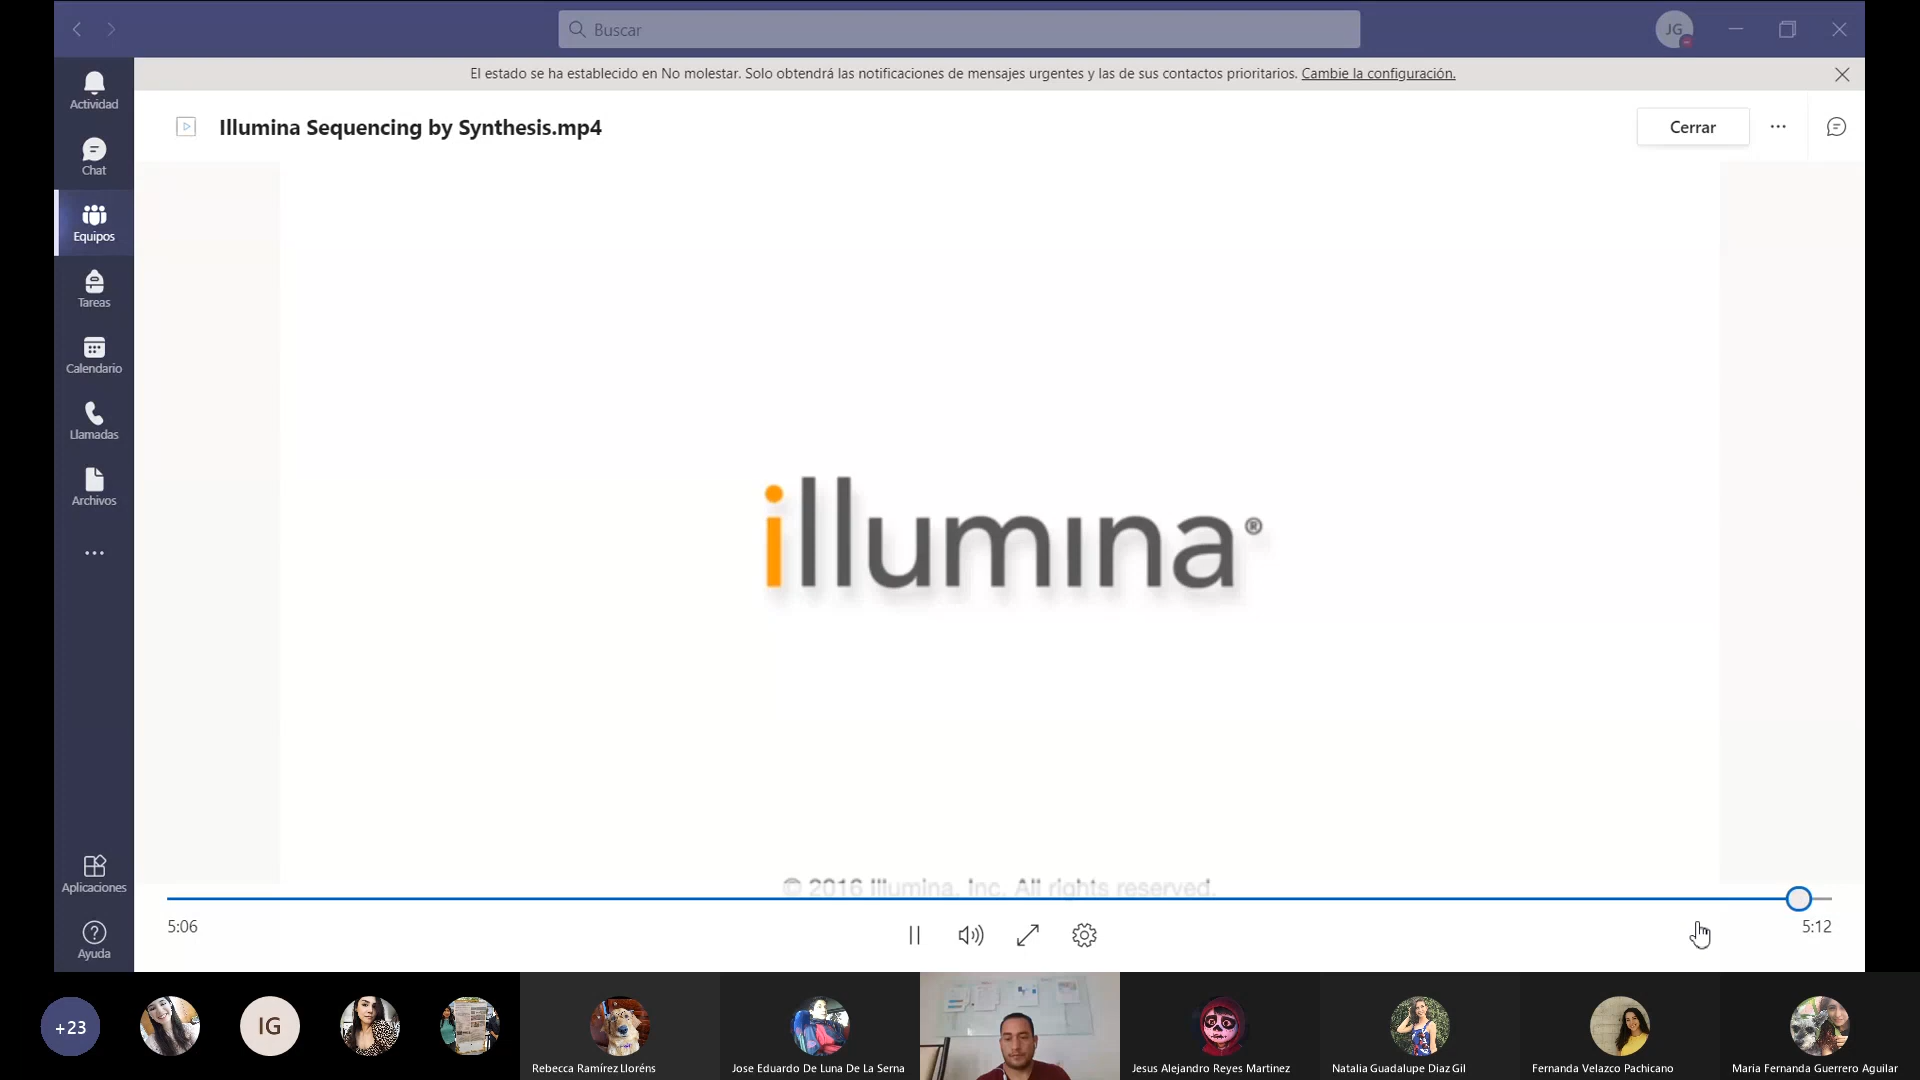 Buscar
JG
El estado se ha establecido en No molestar. Solo obtendrá las notificaciones de mensajes urgentes y las de sus contactos prioritarios. Cambie la configuración.
Actividad
Chat
Equipos
Tareas
Calendario
Llamadas
Archivos
Aplicaciones
Ayuda
Illumina Sequencing by Synthesis.mp4
Cerrar
illumina®
© 2016 Illumina, Inc. All rights reserved.
5:06
5:12
+23
IG
Rebecca Ramírez Lloréns
Jose Eduardo De Luna De La Serna
Jesus Alejandro Reyes Martinez
Natalia Guadalupe Diaz Gil
Fernanda Velazco Pachicano
Maria Fernanda Guerrero Aguilar